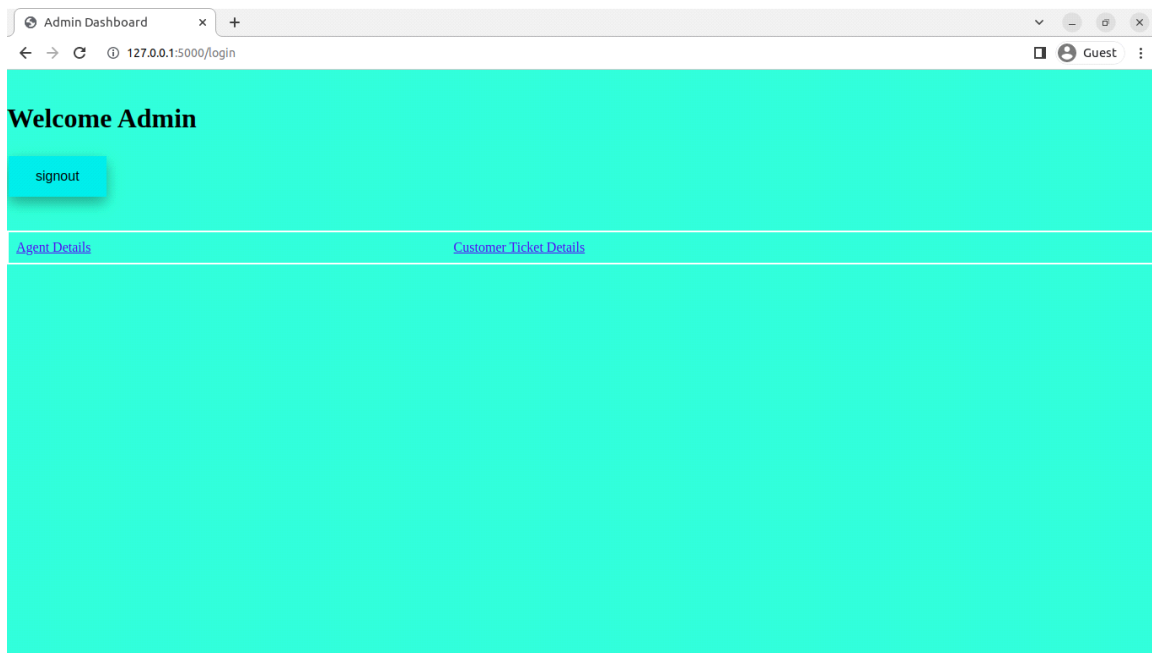 Admin Dashboard
127.0.0.1:5000/login
Guest
Welcome Admin
signout
Agent Details Customer Ticket Details